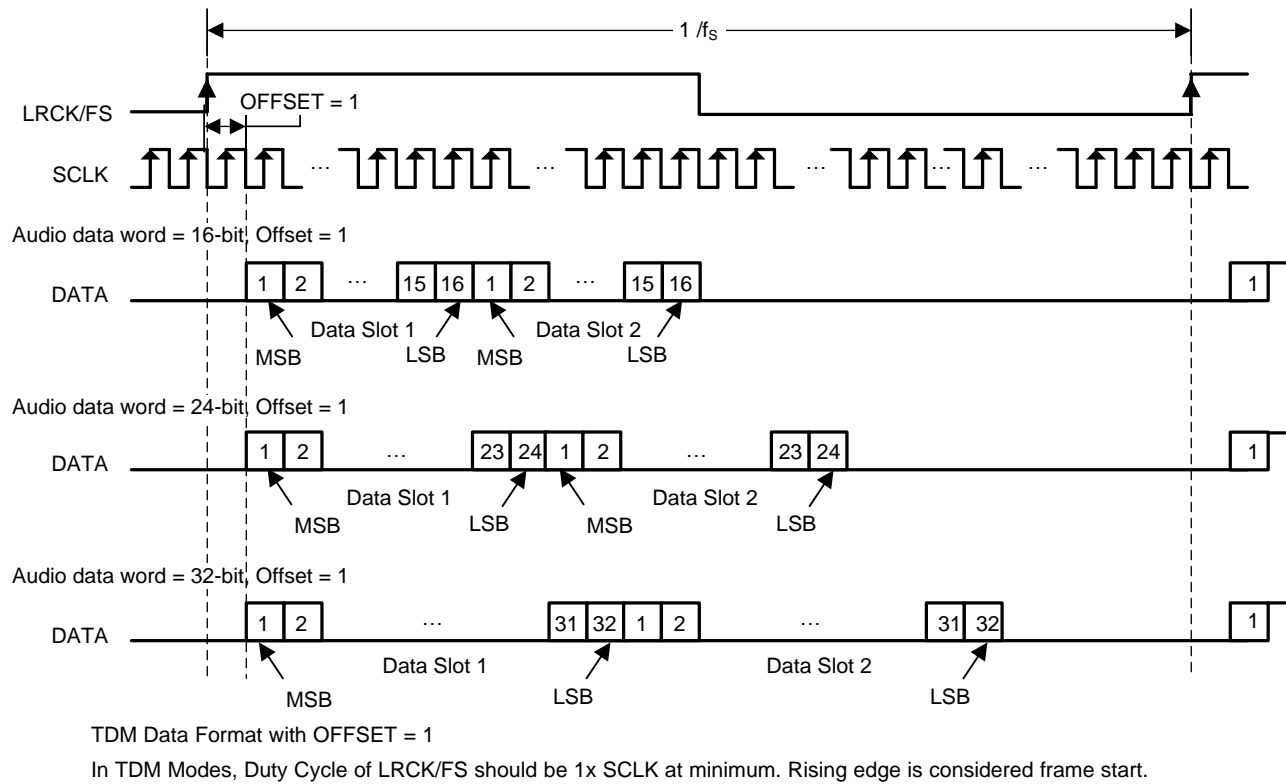 1 /fS
LRCK/FS
OFFSET = 1
SCLK
... ... ... ... ...
Audio data word = 16-bit, Offset = 1
DATA
1 2 ... 15 16 1 2 ... 15 16 1
Data Slot 1 Data Slot 2
MSB LSB MSB LSB
Audio data word = 24-bit, Offset = 1
DATA
1 2 ... 23 24 1 2 ... 23 24 1
Data Slot 1 Data Slot 2
MSB LSB MSB LSB
Audio data word = 32-bit, Offset = 1
DATA
1 2 ... 31 32 1 2 ... 31 32 1
Data Slot 1 Data Slot 2
MSB LSB LSB
TDM Data Format with OFFSET = 1
In TDM Modes, Duty Cycle of LRCK/FS should be 1x SCLK at minimum. Rising edge is considered frame start.